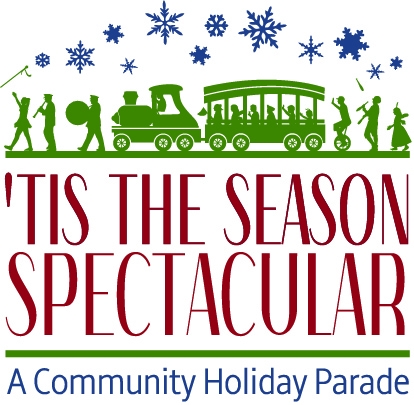 'TIS THE SEASON
SPECTACULAR
A Community Holiday Parade